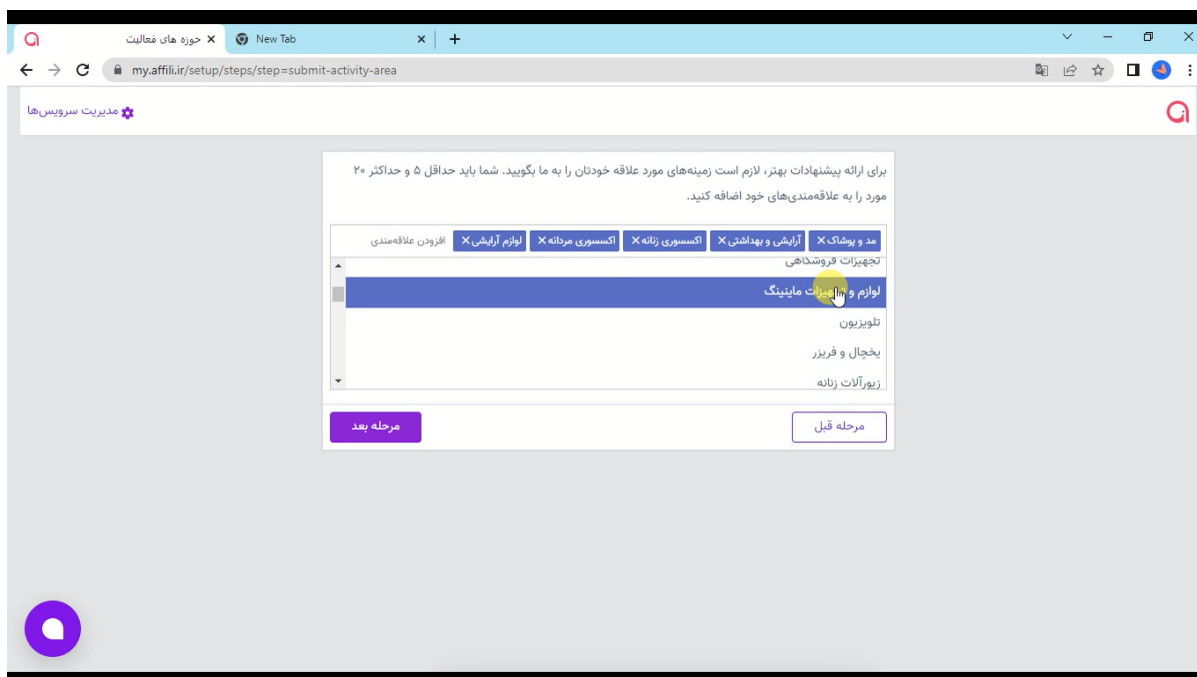 حوزه های فعالیت
New Tab
my.affili.ir/setup/steps/step=submit-activity-area
مدیریت سرویس‌ها
برای ارائه پیشنهادات بهتر، لازم است زمینه‌های مورد علاقه خودتان را به ما بگویید. شما باید حداقل ۵ و حداکثر ۲۰
مورد را به علاقه‌مندی‌های خود اضافه کنید.
مد و پوشاک آرایشی و بهداشتی اکسسوری زنانه اکسسوری مردانه لوازم آرایشی افزودن علاقه‌مندی
تجهیزات فروشگاهی
لوازم و تجهیزات ماینینگ
تلویزیون
یخچال و فریزر
زیورآلات زنانه
مرحله قبل
مرحله بعد